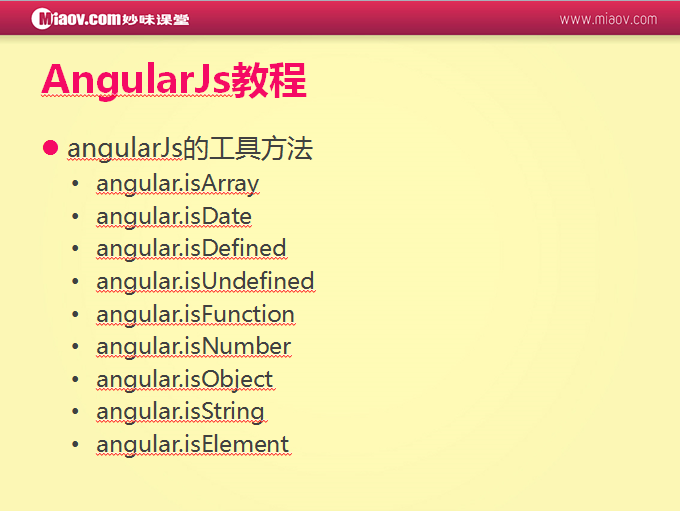 Miaov.com妙味课堂
www.miaov.com
AngularJs教程
angularJs的工具方法
angular.isArray
angular.isDate
angular.isDefined
angular.isUndefined
angular.isFunction
angular.isNumber
angular.isObject
angular.isString
angular.isElement